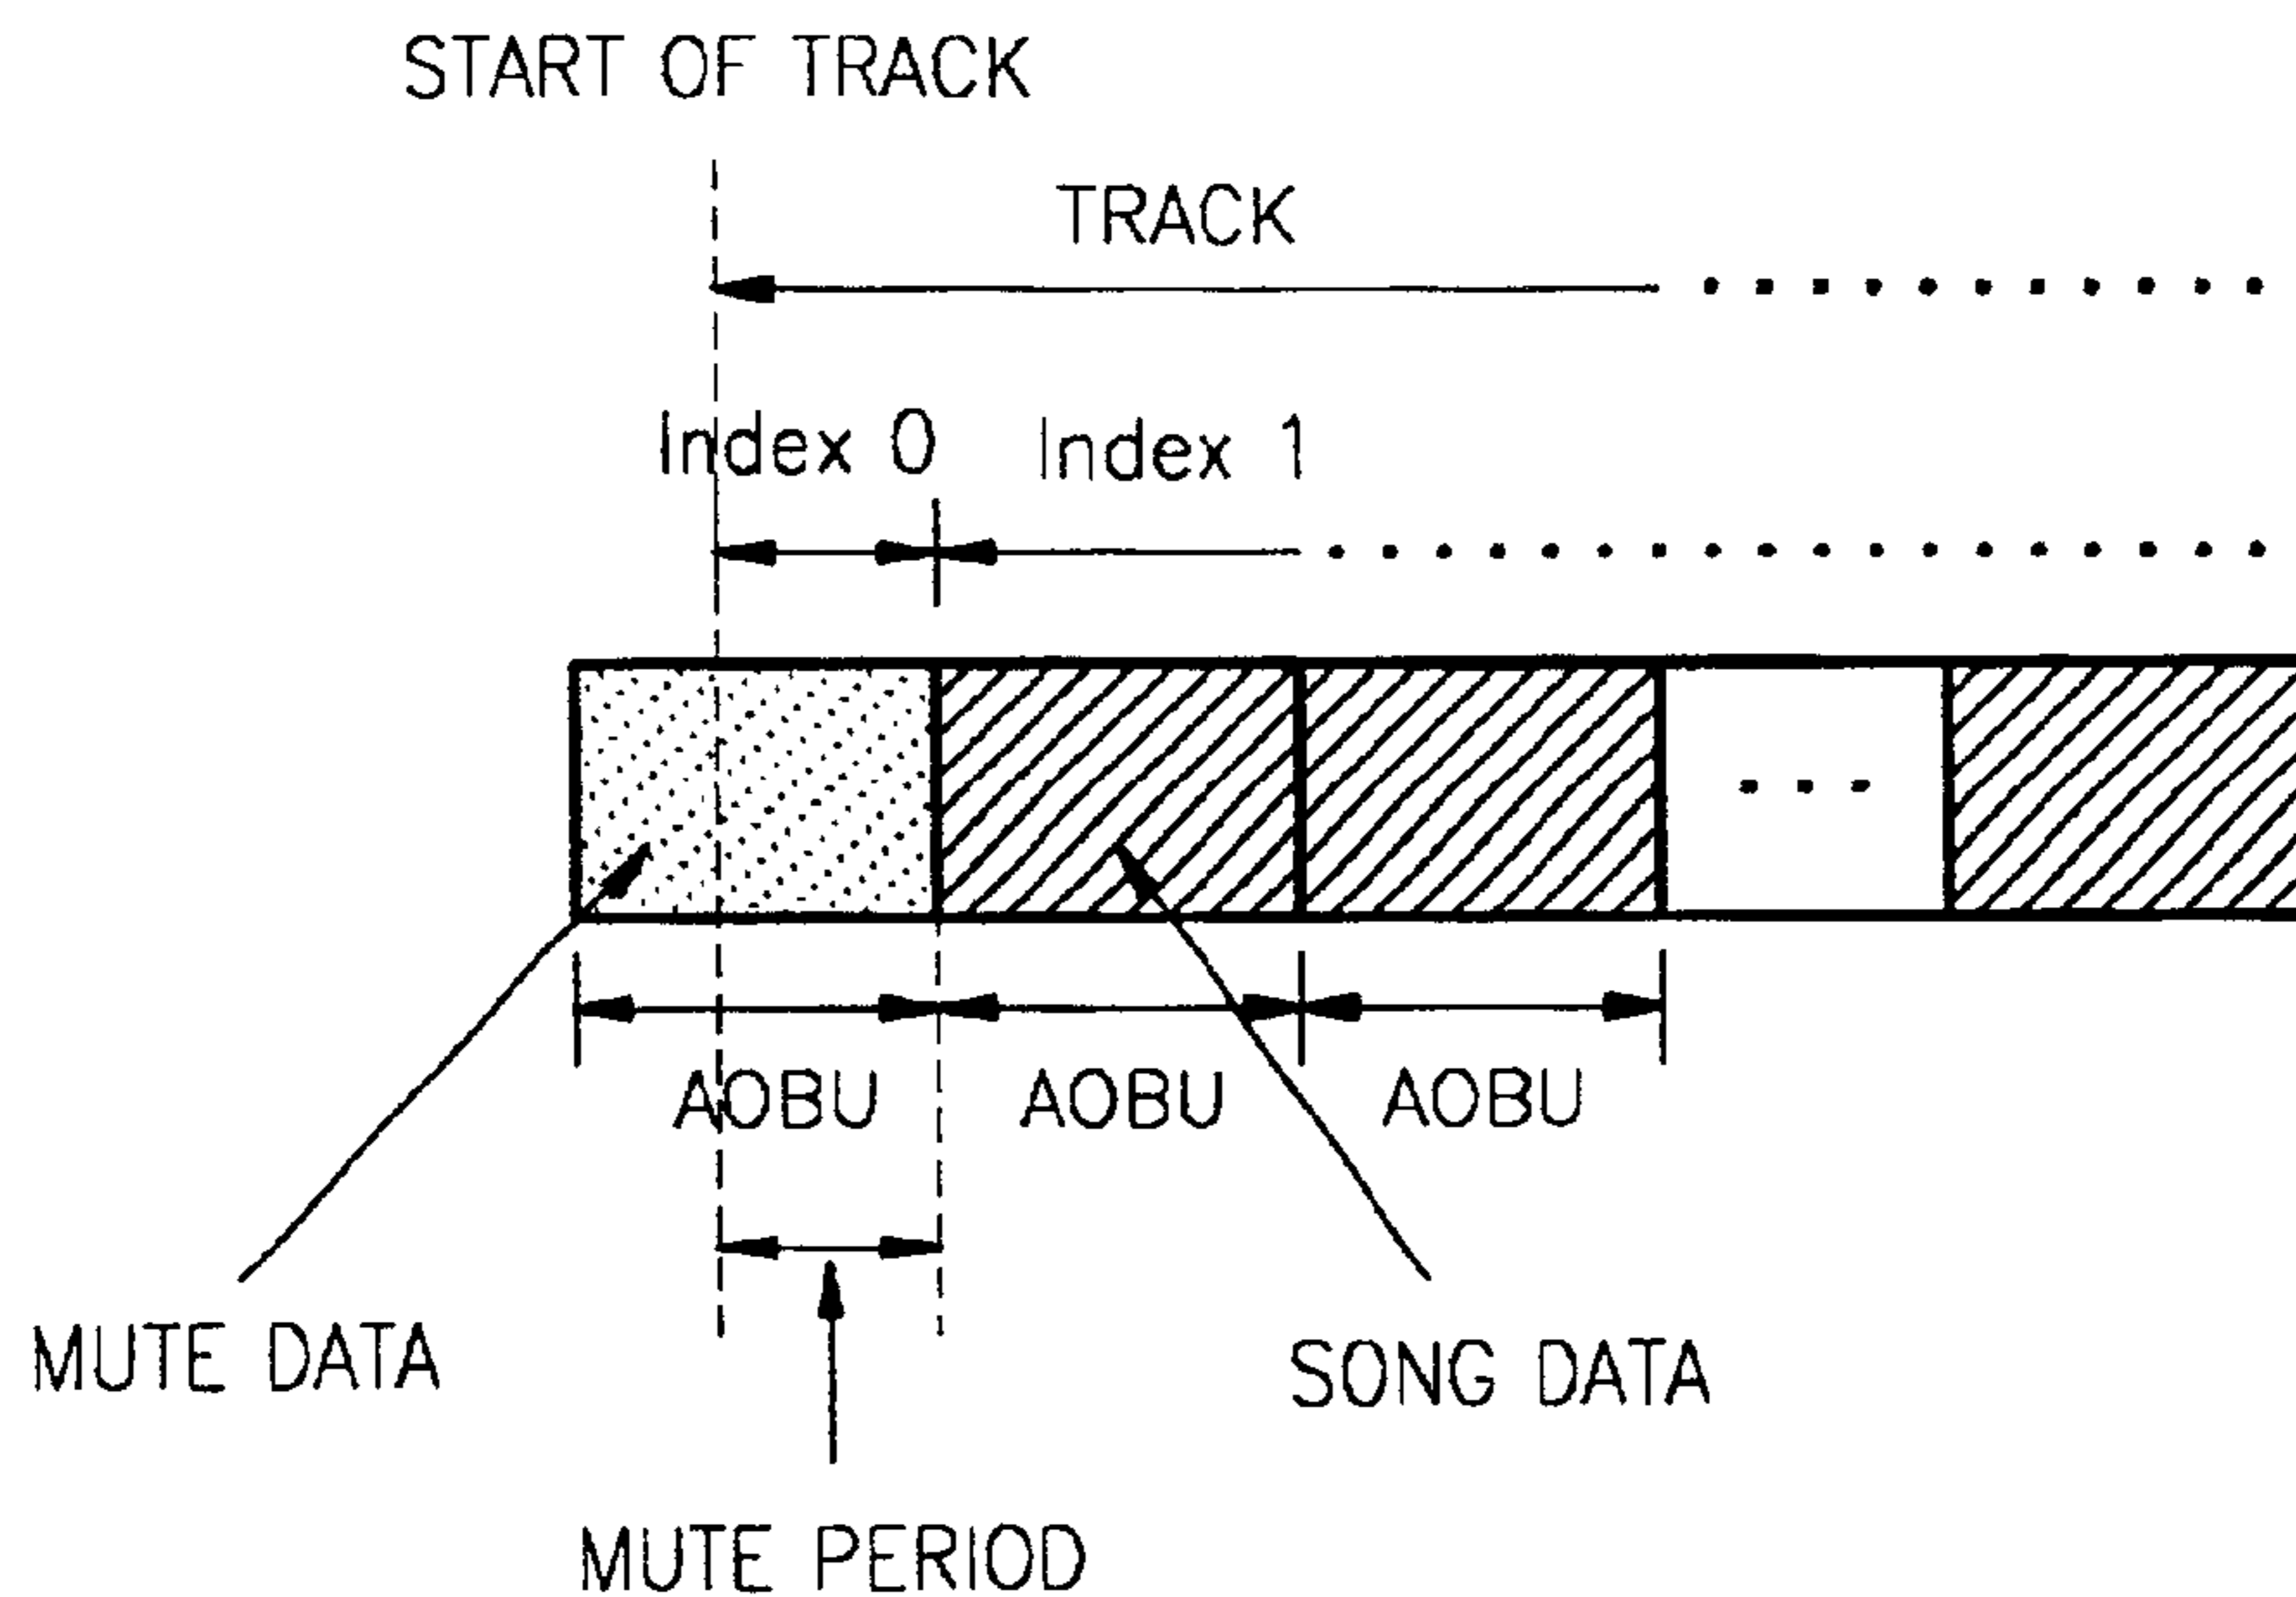 START OF TRACK
TRACK
Index 0 Index 1
AOBU AOBU AOBU
MUTE DATA
SONG DATA
MUTE PERIOD